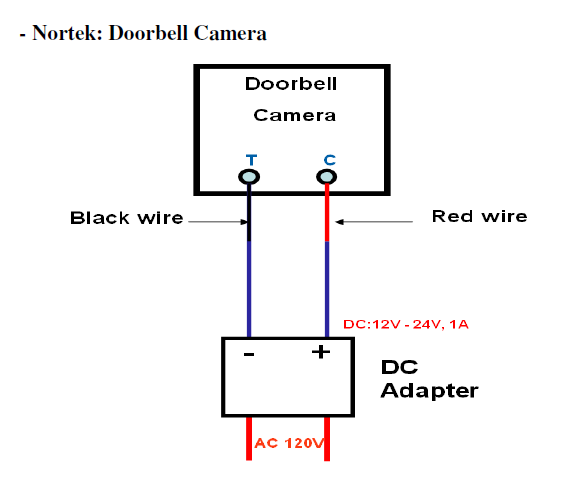 - Nortek: Doorbell Camera
Doorbell
Camera
T C
Black wire
Red wire
DC:12V - 24V, 1A
- +
DC
Adapter
AC 120V